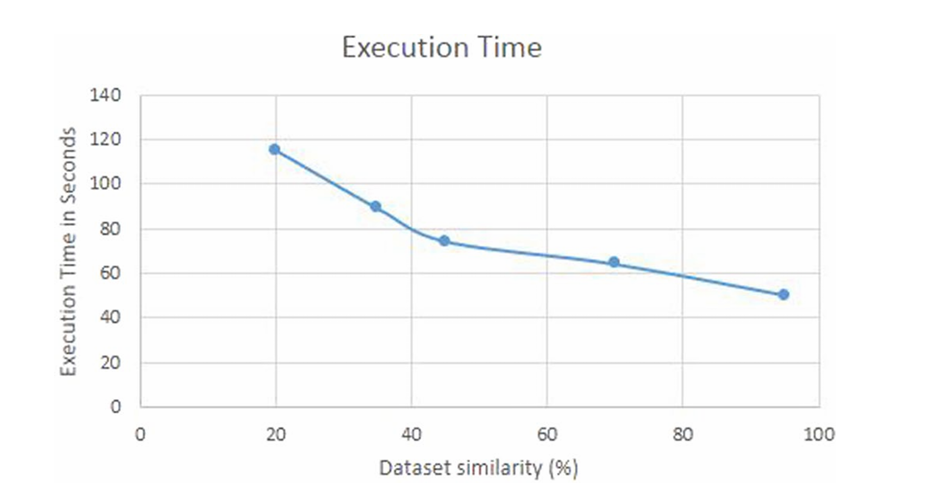 Execution Time
140
120
100
80
60
40
20
0
Execution Time in Seconds
0 20 40 60 80 100
Dataset similarity (%)